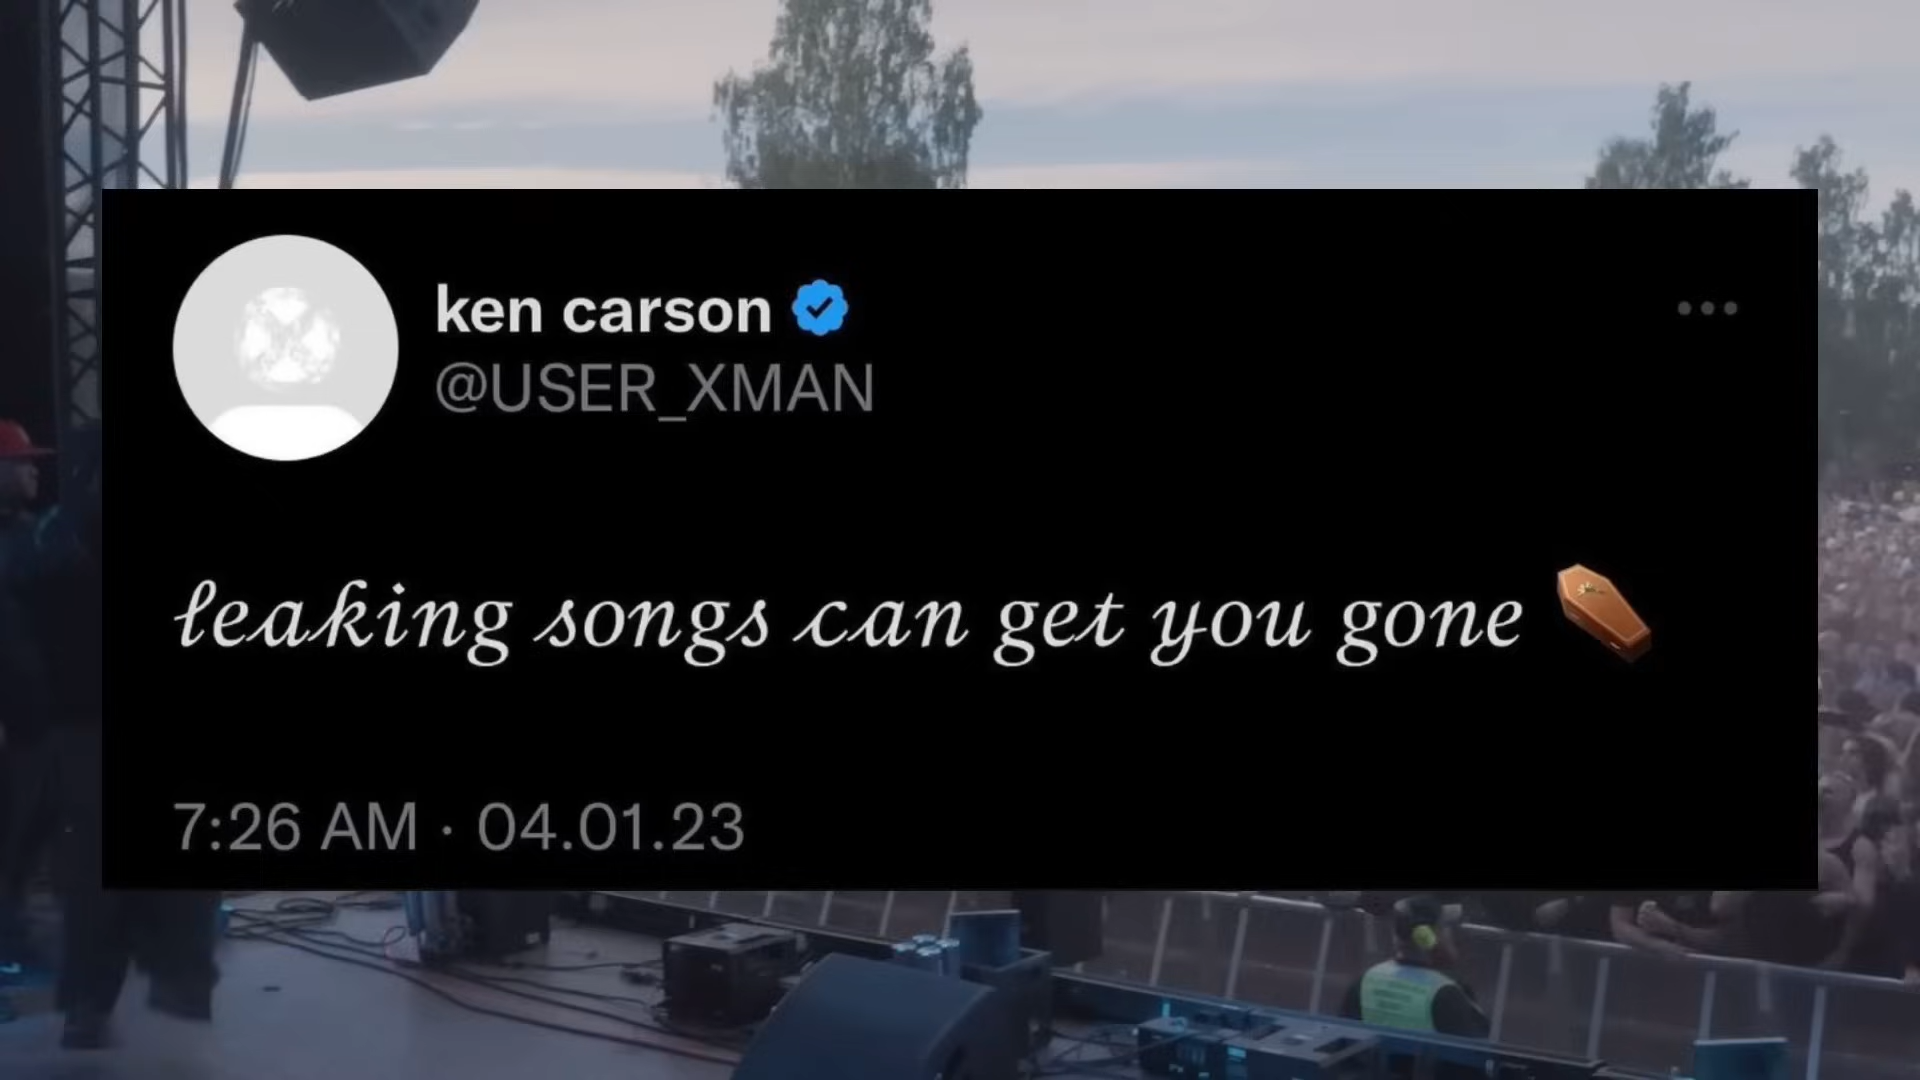 ken carson
@USER_XMAN
leaking songs can get you gone ⚰️
7:26 AM · 04.01.23